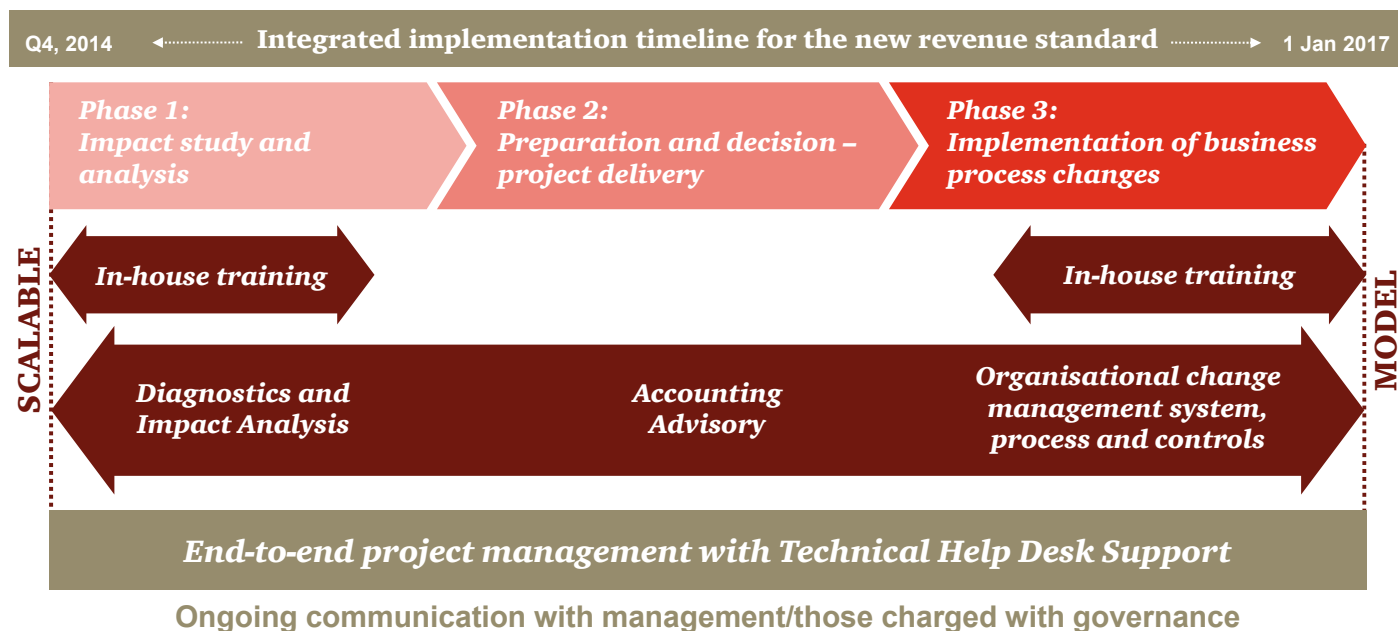 Q4, 2014
Integrated implementation timeline for the new revenue standard
1 Jan 2017
Phase 1:
Impact study and
analysis
Phase 2:
Preparation and decision –
project delivery
Phase 3:
Implementation of business
process changes
SCALABLE
In-house training
In-house training
MODEL
Diagnostics and
Impact Analysis
Accounting
Advisory
Organisational change
management system,
process and controls
End-to-end project management with Technical Help Desk Support
Ongoing communication with management/those charged with governance